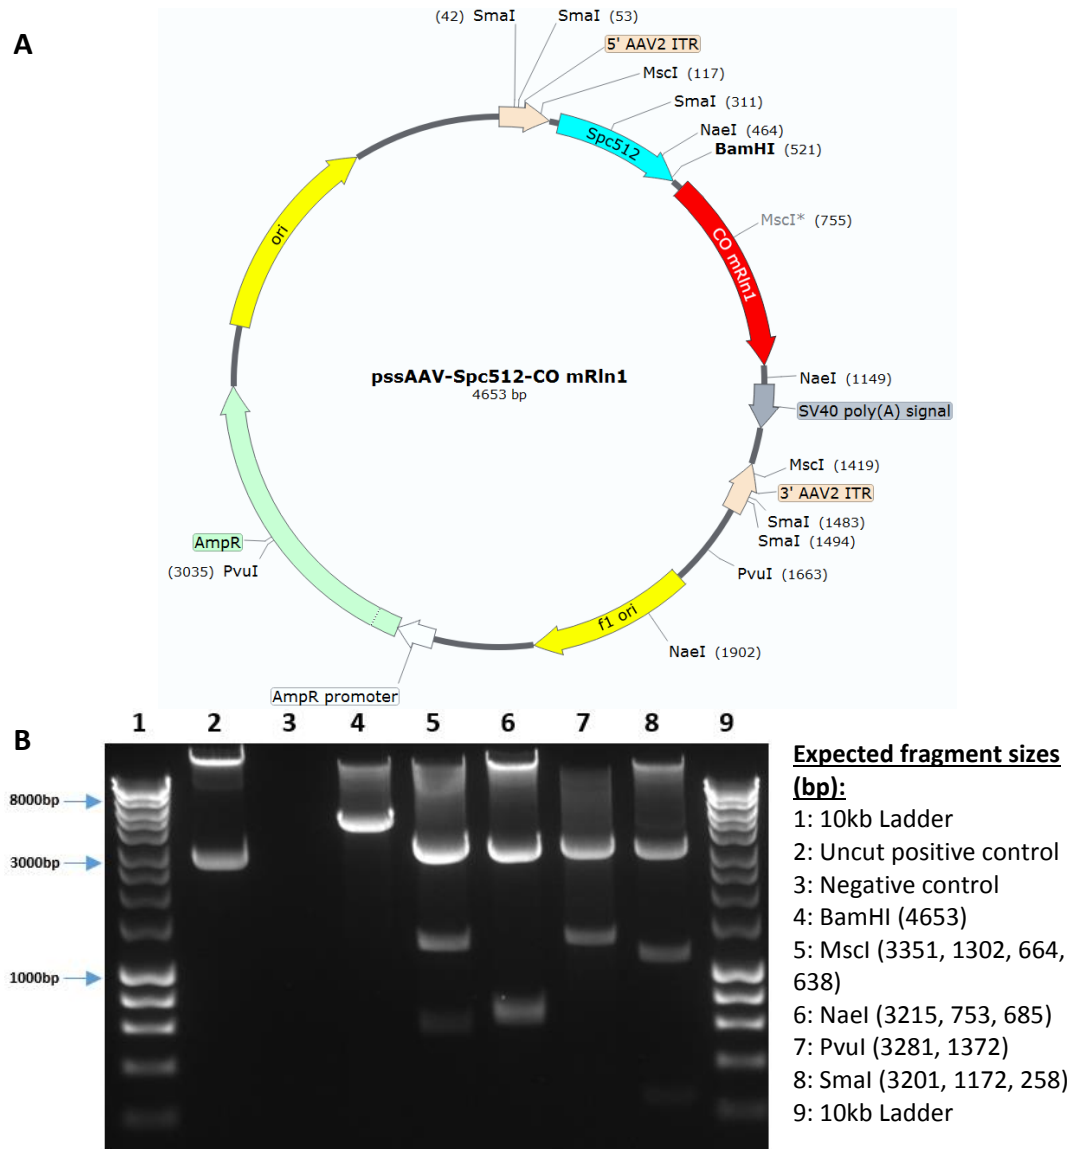 A
(42) SmaI
SmaI (53)
5' AAV2 ITR
MscI (117)
SmaI (311)
NaeI (464)
BamHI (521)
Spc512
MscI* (755)
CO mRln1
ori
pssAAV-Spc512-CO mRln1
4653 bp
NaeI (1149)
SV40 poly(A) signal
MscI (1419)
3' AAV2 ITR
SmaI (1483)
SmaI (1494)
AmpR
(3035) PvuI
PvuI (1663)
f1 ori
NaeI (1902)
AmpR promoter
B
1 2 3 4 5 6 7 8 9
8000bp
3000bp
1000bp
Expected fragment sizes
(bp):
1: 10kb Ladder
2: Uncut positive control
3: Negative control
4: BamHI (4653)
5: MscI (3351, 1302, 664,
638)
6: NaeI (3215, 753, 685)
7: PvuI (3281, 1372)
8: SmaI (3201, 1172, 258)
9: 10kb Ladder